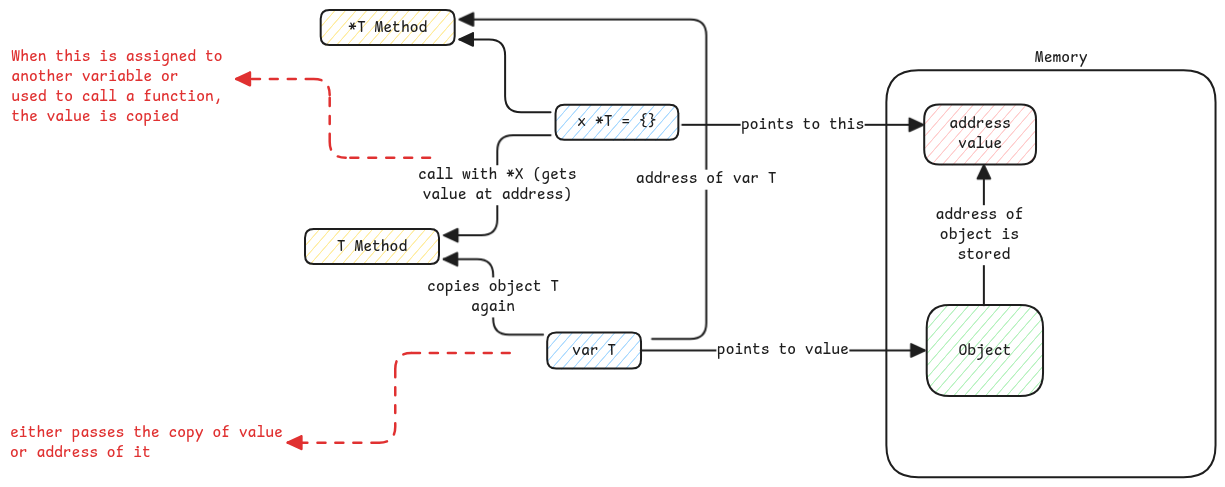 *T Method
When this is assigned to
another variable or
used to call a function,
the value is copied
Memory
x *T = {}
points to this
address
value
call with *X (gets
value at address)
address of var T
address of
object is
stored
T Method
copies object T
again
var T
points to value
Object
either passes the copy of value
or address of it